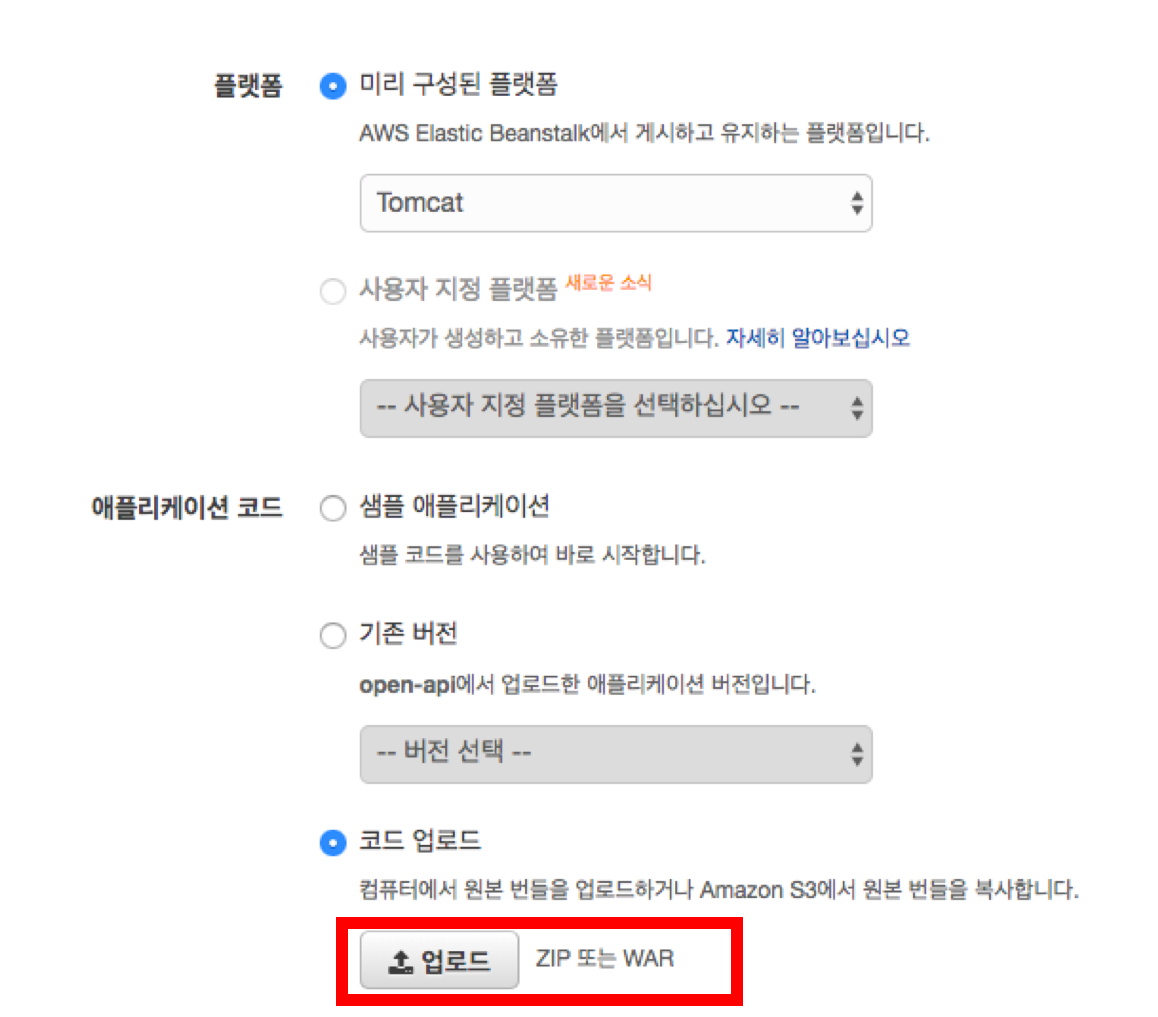 플랫폼 미리 구성된 플랫폼
AWS Elastic Beanstalk에서 게시하고 유지하는 플랫폼입니다.
Tomcat
사용자 지정 플랫폼 새로운 소식
사용자가 생성하고 소유한 플랫폼입니다. 자세히 알아보십시오
-- 사용자 지정 플랫폼을 선택하십시오 --
애플리케이션 코드 샘플 애플리케이션
샘플 코드를 사용하여 바로 시작합니다.
기존 버전
open-api에서 업로드한 애플리케이션 버전입니다.
-- 버전 선택 --
코드 업로드
컴퓨터에서 원본 번들을 업로드하거나 Amazon S3에서 원본 번들을 복사합니다.
업로드 ZIP 또는 WAR